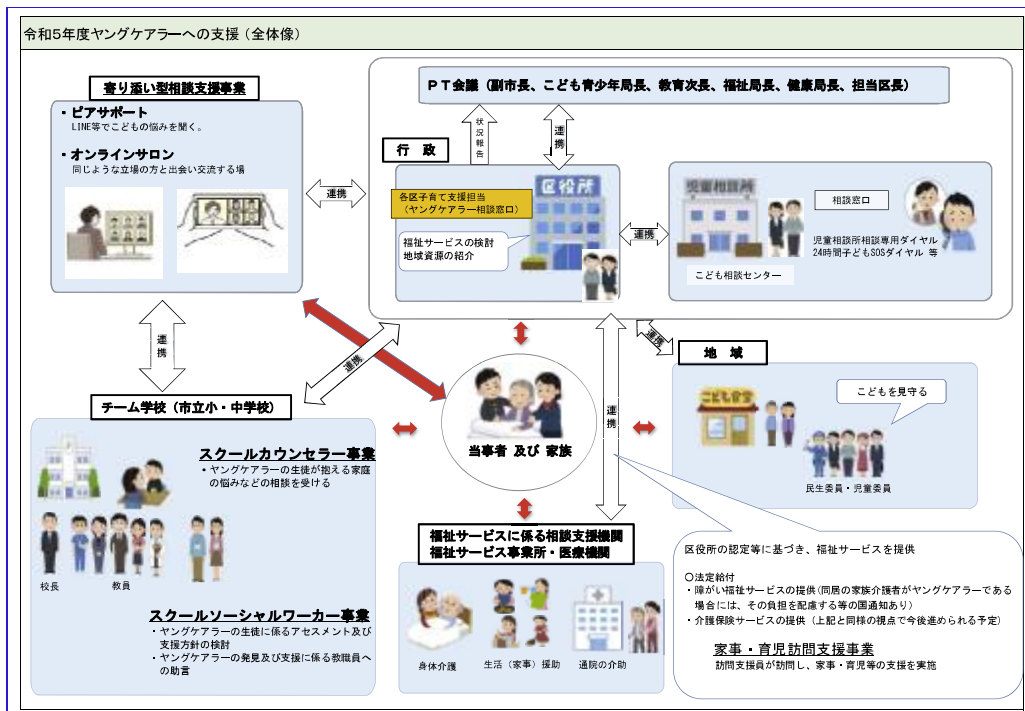 令和5年度ヤングケアラーへの支援（全体像）
寄り添い型相談支援事業
・ピアサポート
LINE等でこどもの悩みを聞く。
・オンラインサロン
同じような立場の方と出会い交流する場
連携
ＰＴ会議（副市長、こども青少年局長、教育次長、福祉局長、健康局長、担当区長）
状況報告
連携
行 政
区役所
各区子育て支援担当
（ヤングケアラー相談窓口）
福祉サービスの検討
地域資源の紹介
連携
児童相談所
こども相談センター
相談窓口
児童相談所相談専用ダイヤル
24時間子どもSOSダイヤル 等
連携
連携
連携
連携
チーム学校（市立小・中学校）
スクールカウンセラー事業
・ヤングケアラーの生徒が抱える家庭
の悩みなどの相談を受ける
校長
教員
スクールソーシャルワーカー事業
・ヤングケアラーの生徒に係るアセスメント及び
支援方針の検討
・ヤングケアラーの発見及び支援に係る教職員へ
の助言
当事者 及び 家族
地 域
こども食堂
こどもを見守る
民生委員・児童委員
福祉サービスに係る相談支援機関
福祉サービス事業所・医療機関
身体介護
生活（家事）援助
通院の介助
区役所の認定等に基づき、福祉サービスを提供
〇法定給付
・障がい福祉サービスの提供（同居の家族介護者がヤングケアラーである
場合には、その負担を配慮する等の国通知あり）
・介護保険サービスの提供（上記と同様の視点で今後進められる予定）
家事・育児訪問支援事業
訪問支援員が訪問し、家事・育児等の支援を実施